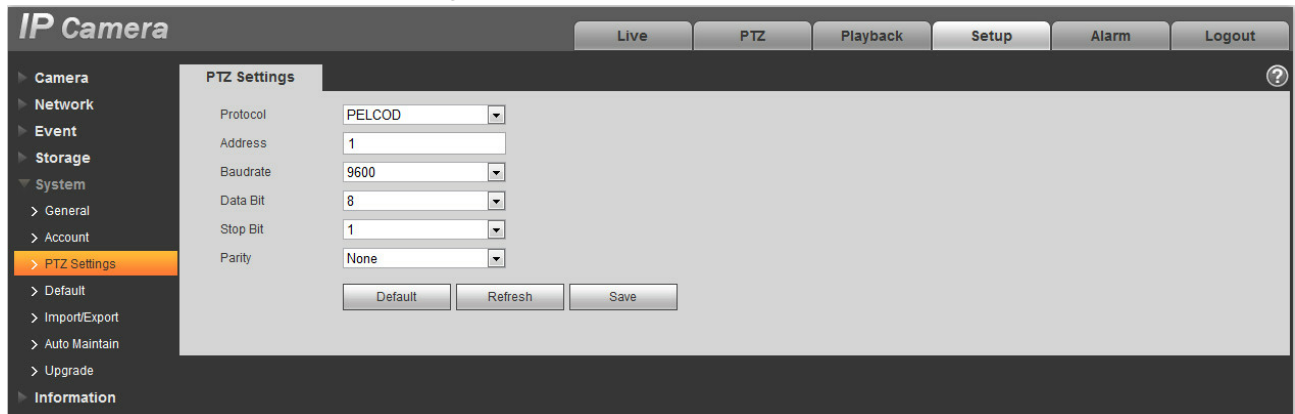 IP Camera
Live PTZ Playback Setup Alarm Logout
Camera
Network
Event
Storage
System
> General
> Account
> PTZ Settings
> Default
> Import/Export
> Auto Maintain
> Upgrade
Information
PTZ Settings
?
Protocol PELCOD
Address 1
Baudrate 9600
Data Bit 8
Stop Bit 1
Parity None
Default Refresh Save